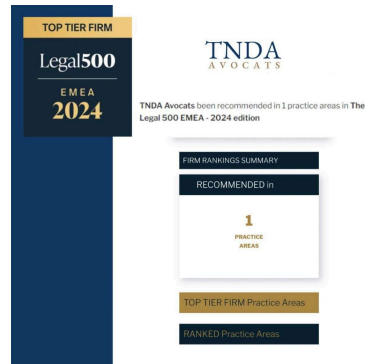 TOP TIER FIRM
Legal500
EMEA
2024
TNDA
AVOCATS
TNDA Avocats been recommended in 1 practice areas in The
Legal 500 EMEA - 2024 edition
FIRM RANKINGS SUMMARY
RECOMMENDED in
1
PRACTICE
AREAS
TOP TIER FIRM Practice Areas
RANKED Practice Areas